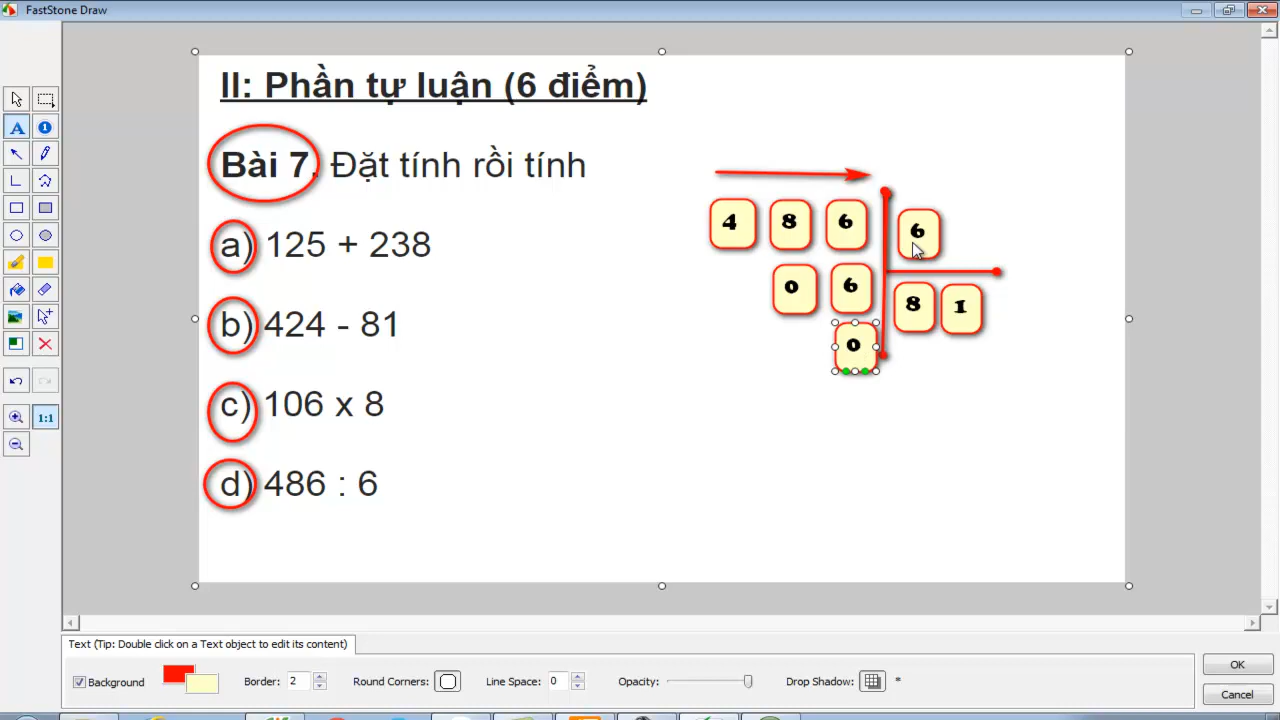 FastStone Draw
II: Phần tự luận (6 điểm)
Bài 7. Đặt tính rồi tính
a) 125 + 238
b) 424 - 81
c) 106 x 8
d) 486 : 6
4 8 6 6
0 6 8 1
0
A 1
1:1
Text (Tip: Double click on a Text object to edit its content)
Background Border: 2 Round Corners: Line Space: 0 Opacity: Drop Shadow: *
OK
Cancel